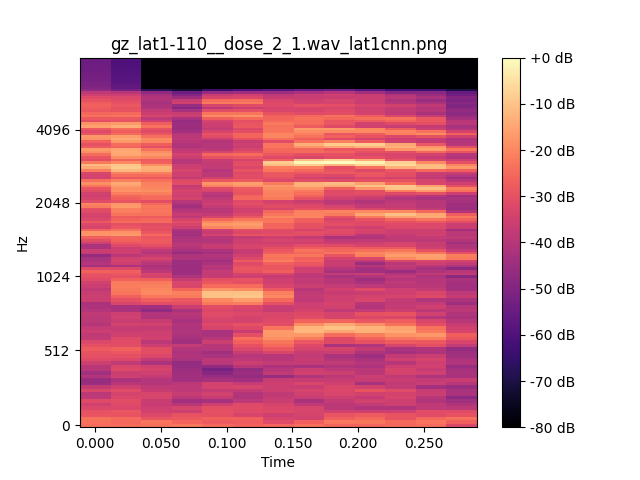 gz_lat1-110__dose_2_1.wav_lat1cnn.png
Hz
4096
2048
1024
512
0
0.000 0.050 0.100 0.150 0.200 0.250
Time
+0 dB
-10 dB
-20 dB
-30 dB
-40 dB
-50 dB
-60 dB
-70 dB
-80 dB